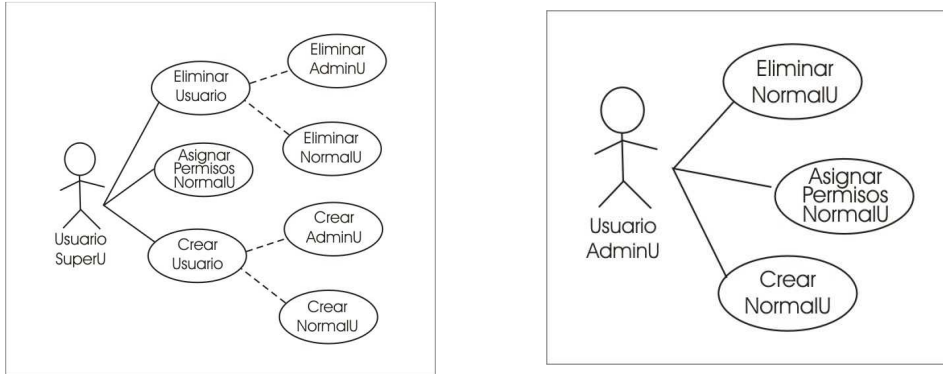 Eliminar
AdminU
Eliminar
Usuario
Eliminar
NormalU
Asignar
Permisos
NormalU
Usuario
SuperU
Crear
AdminU
Crear
Usuario
Crear
NormalU
Eliminar
NormalU
Asignar
Permisos
NormalU
Usuario
AdminU
Crear
NormalU